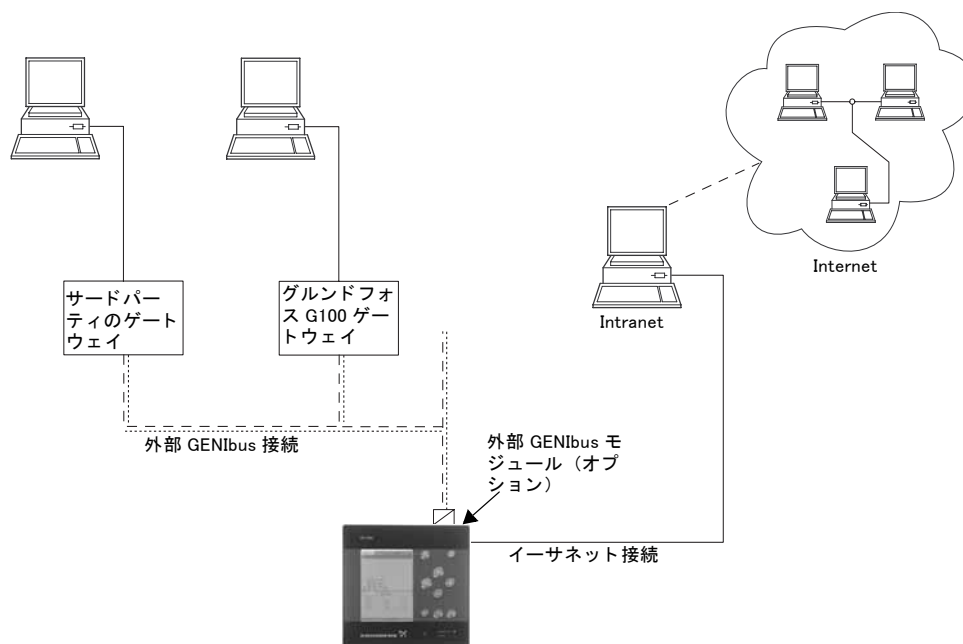 Internet
サードパー
ティのゲート
ウェイ
グルンドフォ
ス G100 ゲー
トウェイ
Intranet
外部 GENIbus 接続
外部 GENIbus モ
ジュール（オプ
ション）
イーサネット接続